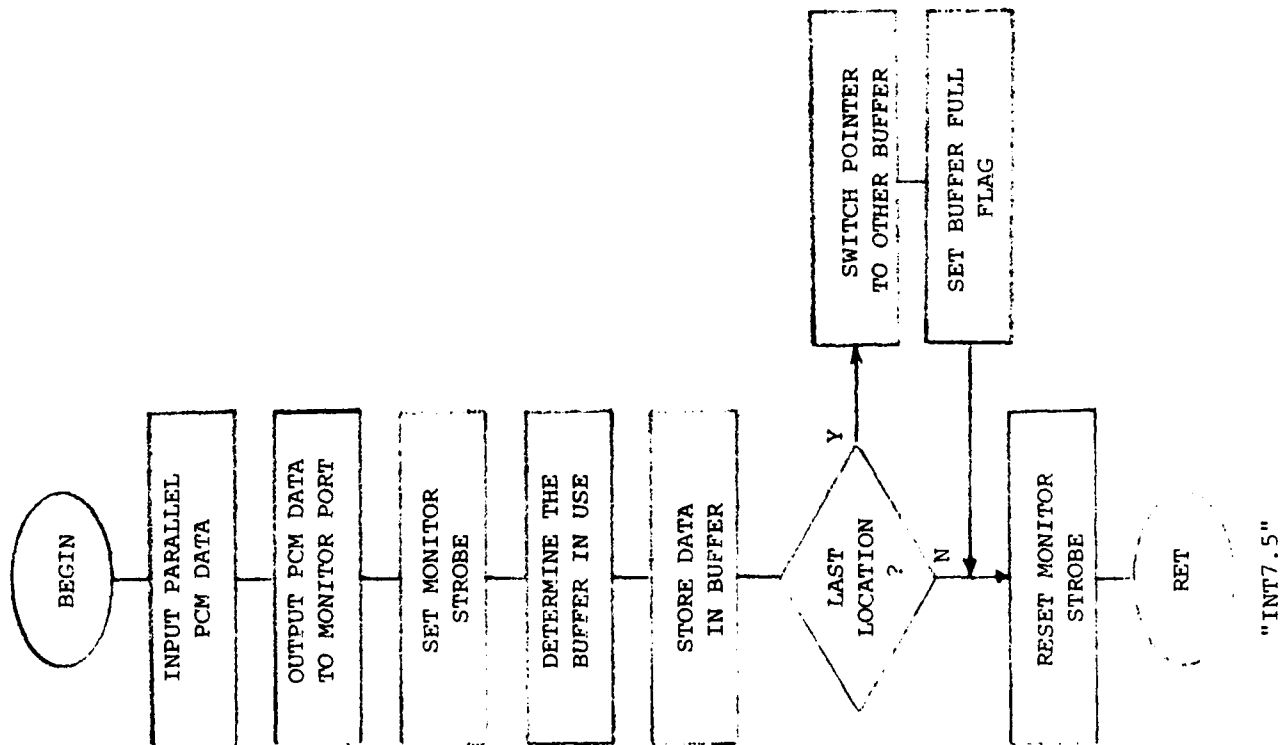 BEGIN
INPUT PARALLEL
PCM DATA
OUTPUT PCM DATA
TO MONITOR PORT
SET MONITOR
STROBE
DETERMINE THE
BUFFER IN USE
STORE DATA
IN BUFFER
LAST
LOCATION
?
Y
N
SWITCH POINTER
TO OTHER BUFFER
SET BUFFER FULL
FLAG
RESET MONITOR
STROBE
RET
"INT7.5"